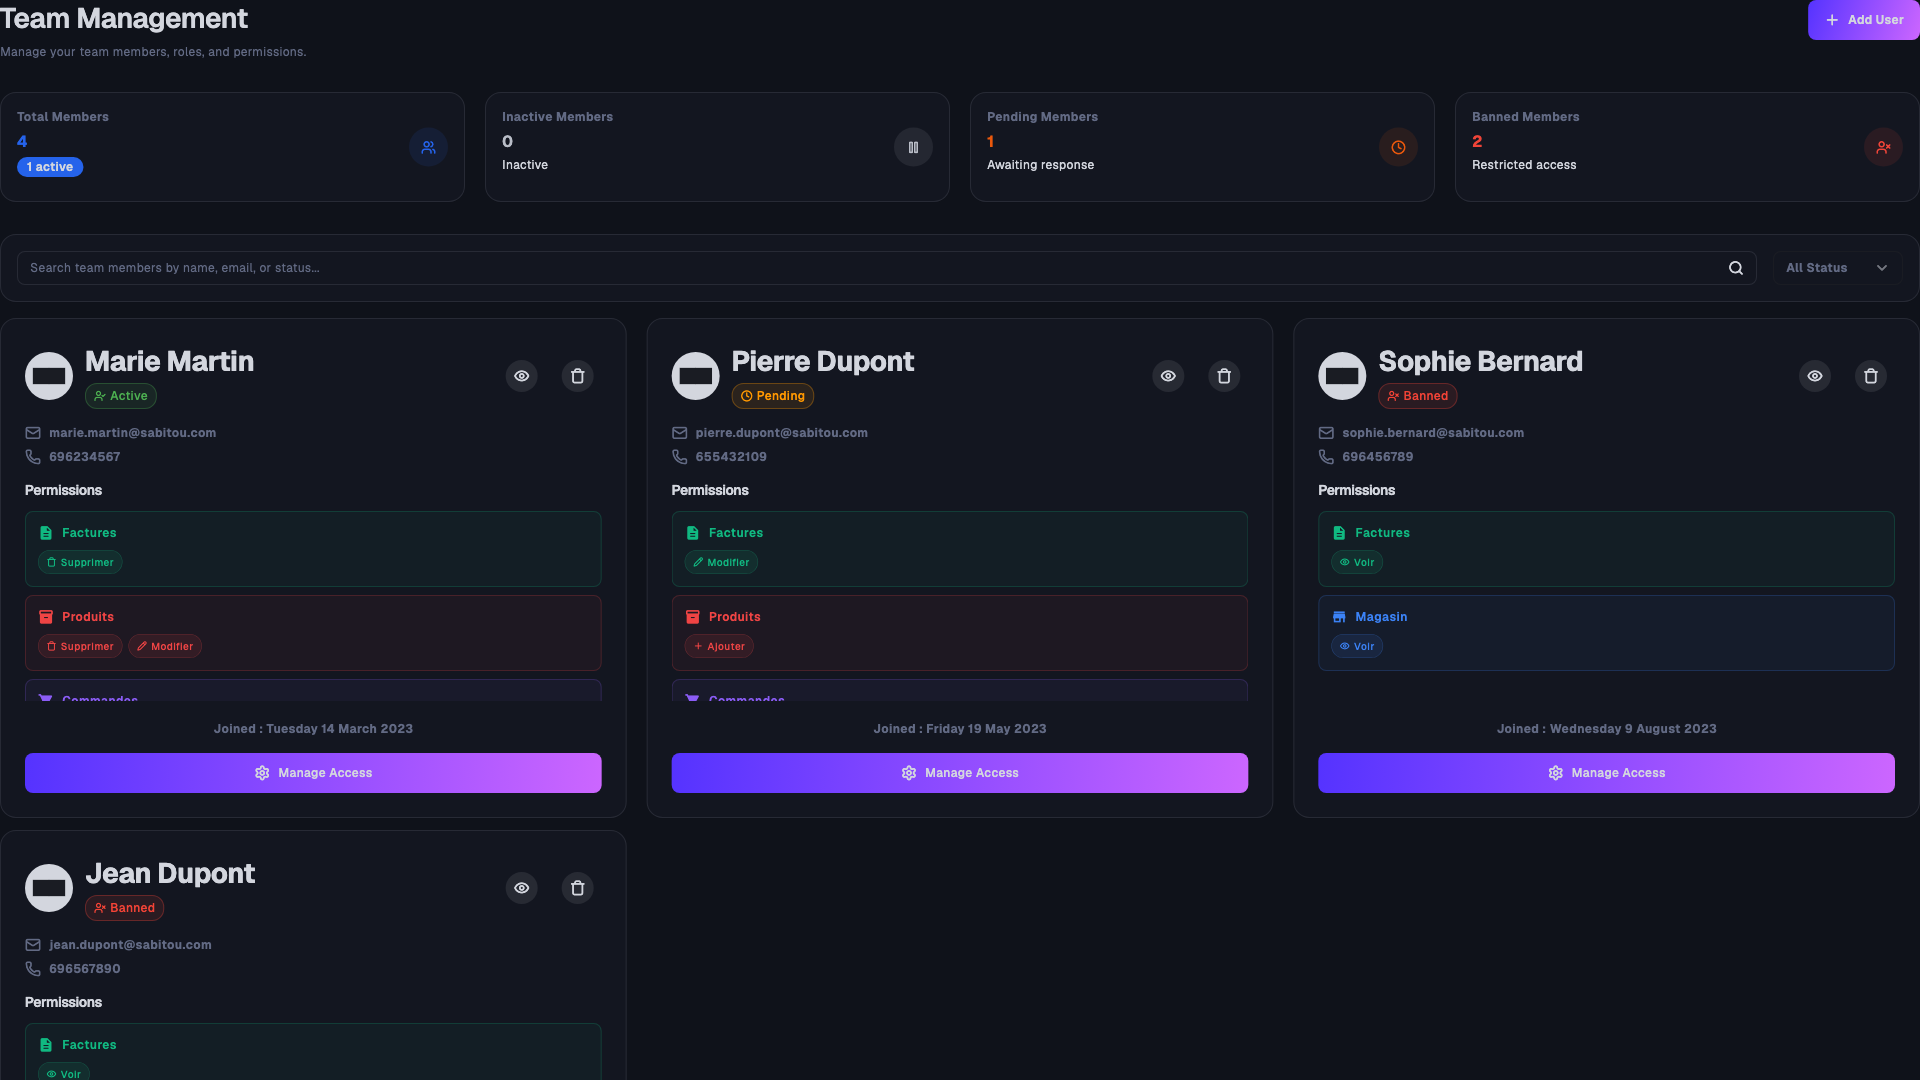 Team Management
Add User
Manage your team members, roles, and permissions.
Total Members
4
1 active
Inactive Members
0
Inactive
Pending Members
1
Awaiting response
Banned Members
2
Restricted access
Search team members by name, email, or status...
All Status
Marie Martin
Active
marie.martin@sabitou.com
696234567
Permissions
Factures
Supprimer
Produits
Supprimer Modifier
Commandes
Joined : Tuesday 14 March 2023
Manage Access
Pierre Dupont
Pending
pierre.dupont@sabitou.com
655432109
Permissions
Factures
Modifier
Produits
Ajouter
Commandes
Joined : Friday 19 May 2023
Manage Access
Sophie Bernard
Banned
sophie.bernard@sabitou.com
696456789
Permissions
Factures
Voir
Magasin
Voir
Joined : Wednesday 9 August 2023
Manage Access
Jean Dupont
Banned
jean.dupont@sabitou.com
696567890
Permissions
Factures
Voir